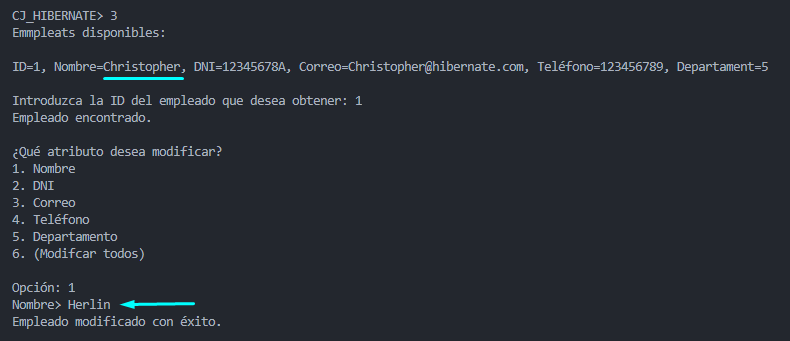 CJ_HIBERNATE> 3
Emmpleats disponibles:
ID=1, Nombre=Christopher, DNI=12345678A, Correo=Christopher@hibernate.com, Teléfono=123456789, Departament=5
Introduzca la ID del empleado que desea obtener: 1
Empleado encontrado.
¿Qué atributo desea modificar?
1. Nombre
2. DNI
3. Correo
4. Teléfono
5. Departamento
6. (Modifcar todos)
Opción: 1
Nombre> Herlin
Empleado modificado con éxito.